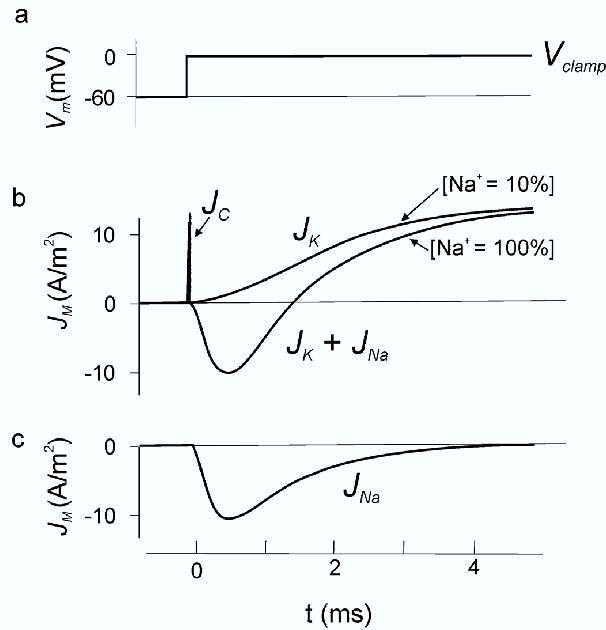 a
0
-60
V_m(mV)
V_clamp
b
10
0
-10
J_M(A/m²)
J_C
J_K
[Na⁺ = 10%]
[Na⁺ = 100%]
J_K + J_Na
c
0
-10
J_M(A/m²)
J_Na
0 2 4
t (ms)